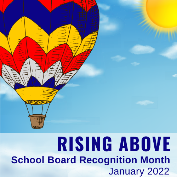 RISING ABOVE
School Board Recognition Month
January 2022